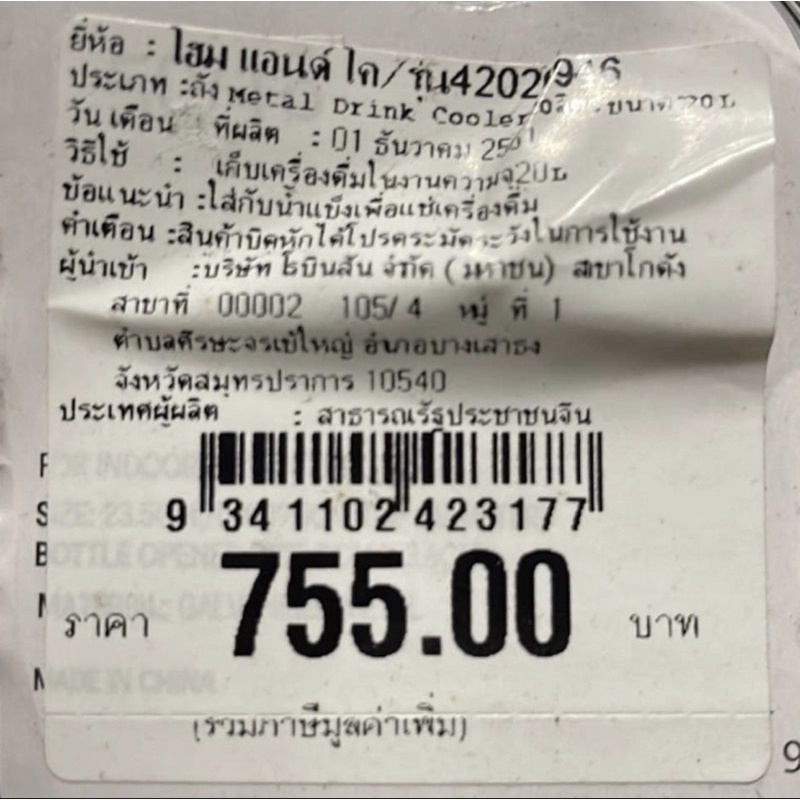 ยี่ห้อ : โฮม แอนด์ โค/รุ่น4202
ประเภท :ถัง Metal Drink Cooler
วัน เดือน ที่ผลิต : 01 ธันวาคม
วิธีใช้ : เก็บเครื่องดื่มในงานความจุ20L
ข้อแนะนำ :ใส่กับน้ำแข็งเพื่อแช่เครื่องดื่ม
คำเตือน :สินค้าบิดหักได้โปรดระมัดระวังในการใช้งาน
ผู้นำเข้า :บริษัท โรบินสัน จำกัด (มหาชน) สาขาโกดัง
สาขาที่ 00002 105/4 หมู่ ที่ 1
ตำบลศีรษะจรเข้ใหญ่ อำเภอบางเสาธง
จังหวัดสมุทรปราการ 10540
ประเทศผู้ผลิต : สาธารณรัฐประชาชนจีน
9 341102 423177
ราคา 755.00 บาท
MADE IN CHINA
(รวมภาษีมูลค่าเพิ่ม)
9